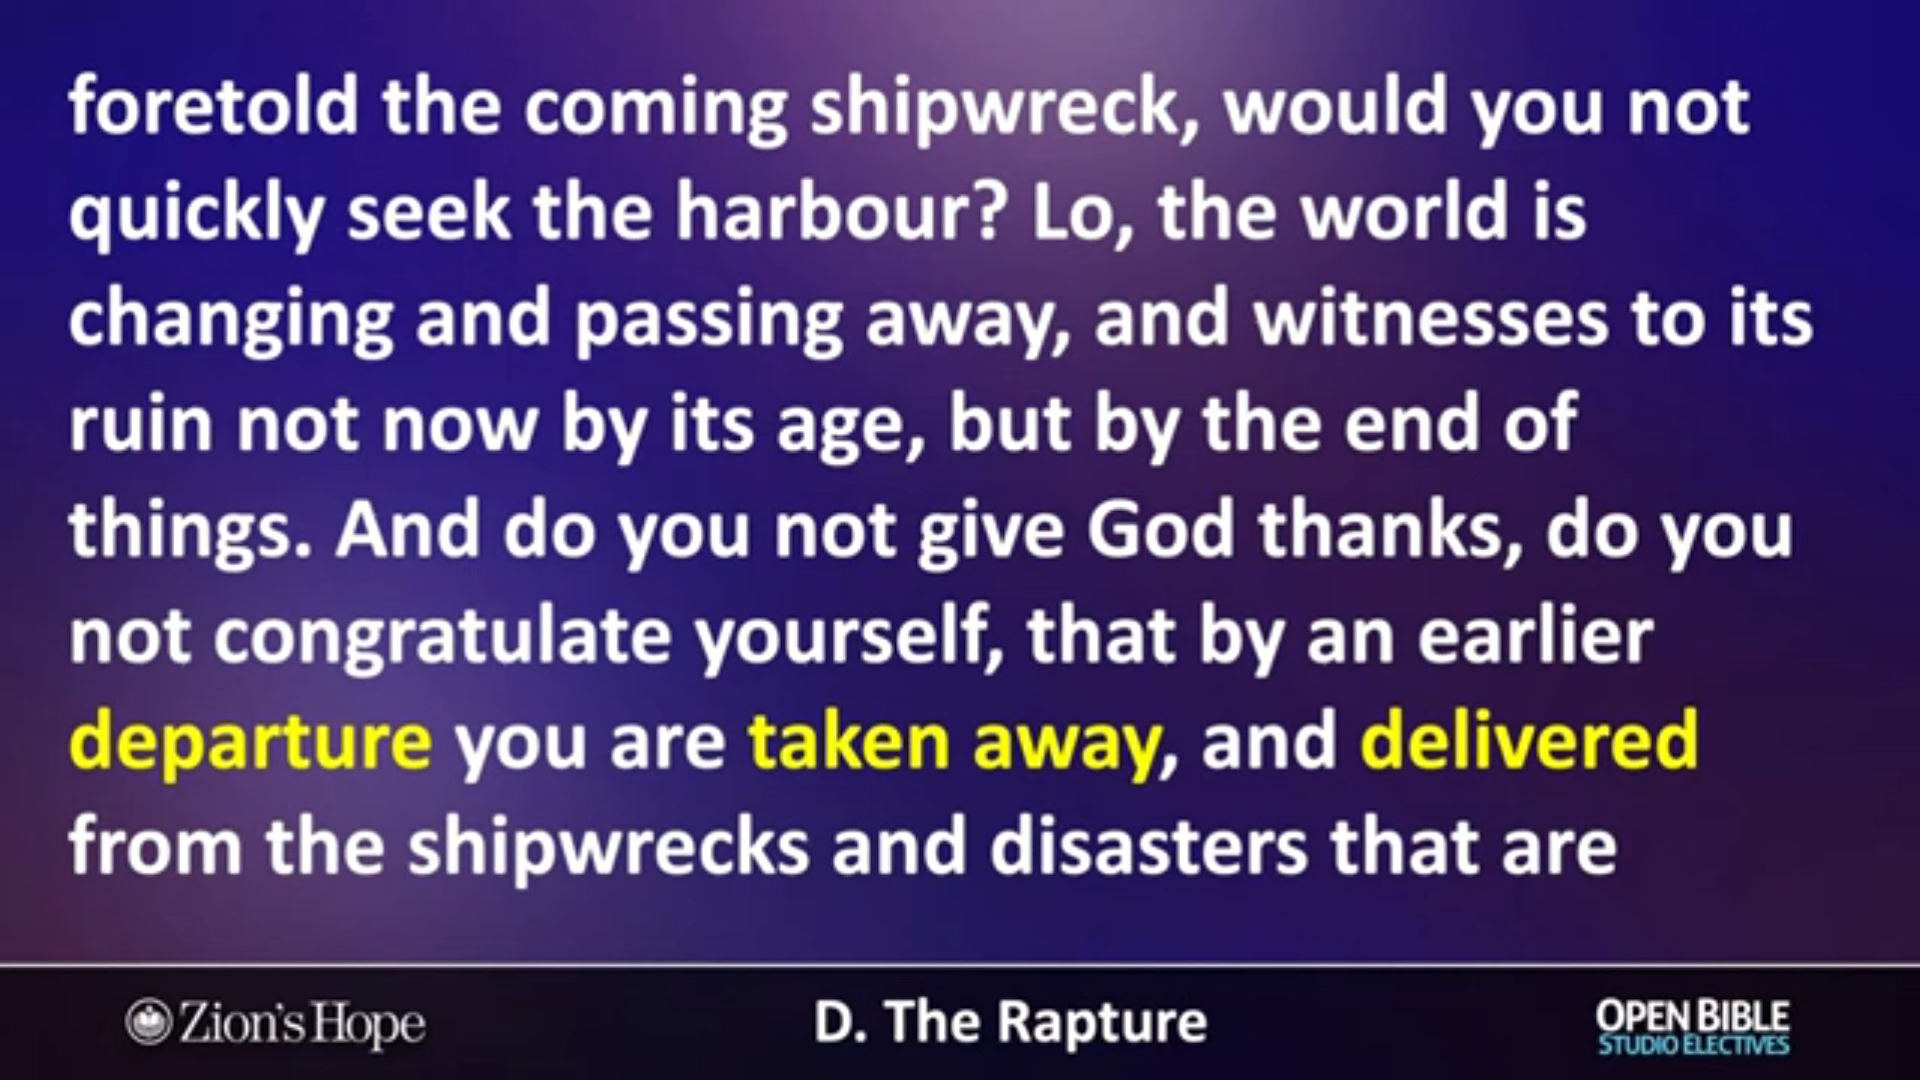 foretold the coming shipwreck, would you not
quickly seek the harbour? Lo, the world is
changing and passing away, and witnesses to its
ruin not now by its age, but by the end of
things. And do you not give God thanks, do you
not congratulate yourself, that by an earlier
departure you are taken away, and delivered
from the shipwrecks and disasters that are
Zion's Hope
D. The Rapture
OPEN BIBLE
STUDIO ELECTIVES